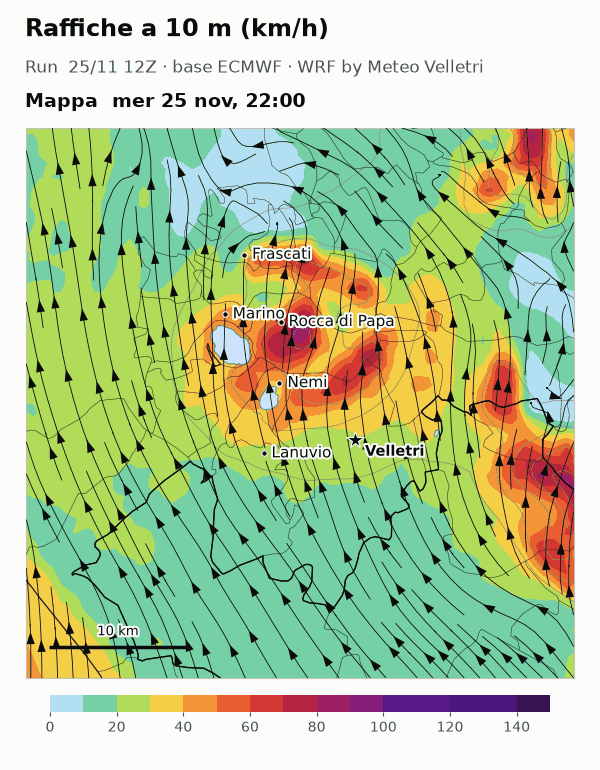 Raffiche a 10 m (km/h)
Run  25/11 12Z · base ECMWF · WRF by Meteo Velletri
Mappa  mer 25 nov, 22:00
Frascati
Marino
Rocca di Papa
Nemi
Velletri
Lanuvio
10 km
0 20 40 60 80 100 120 140